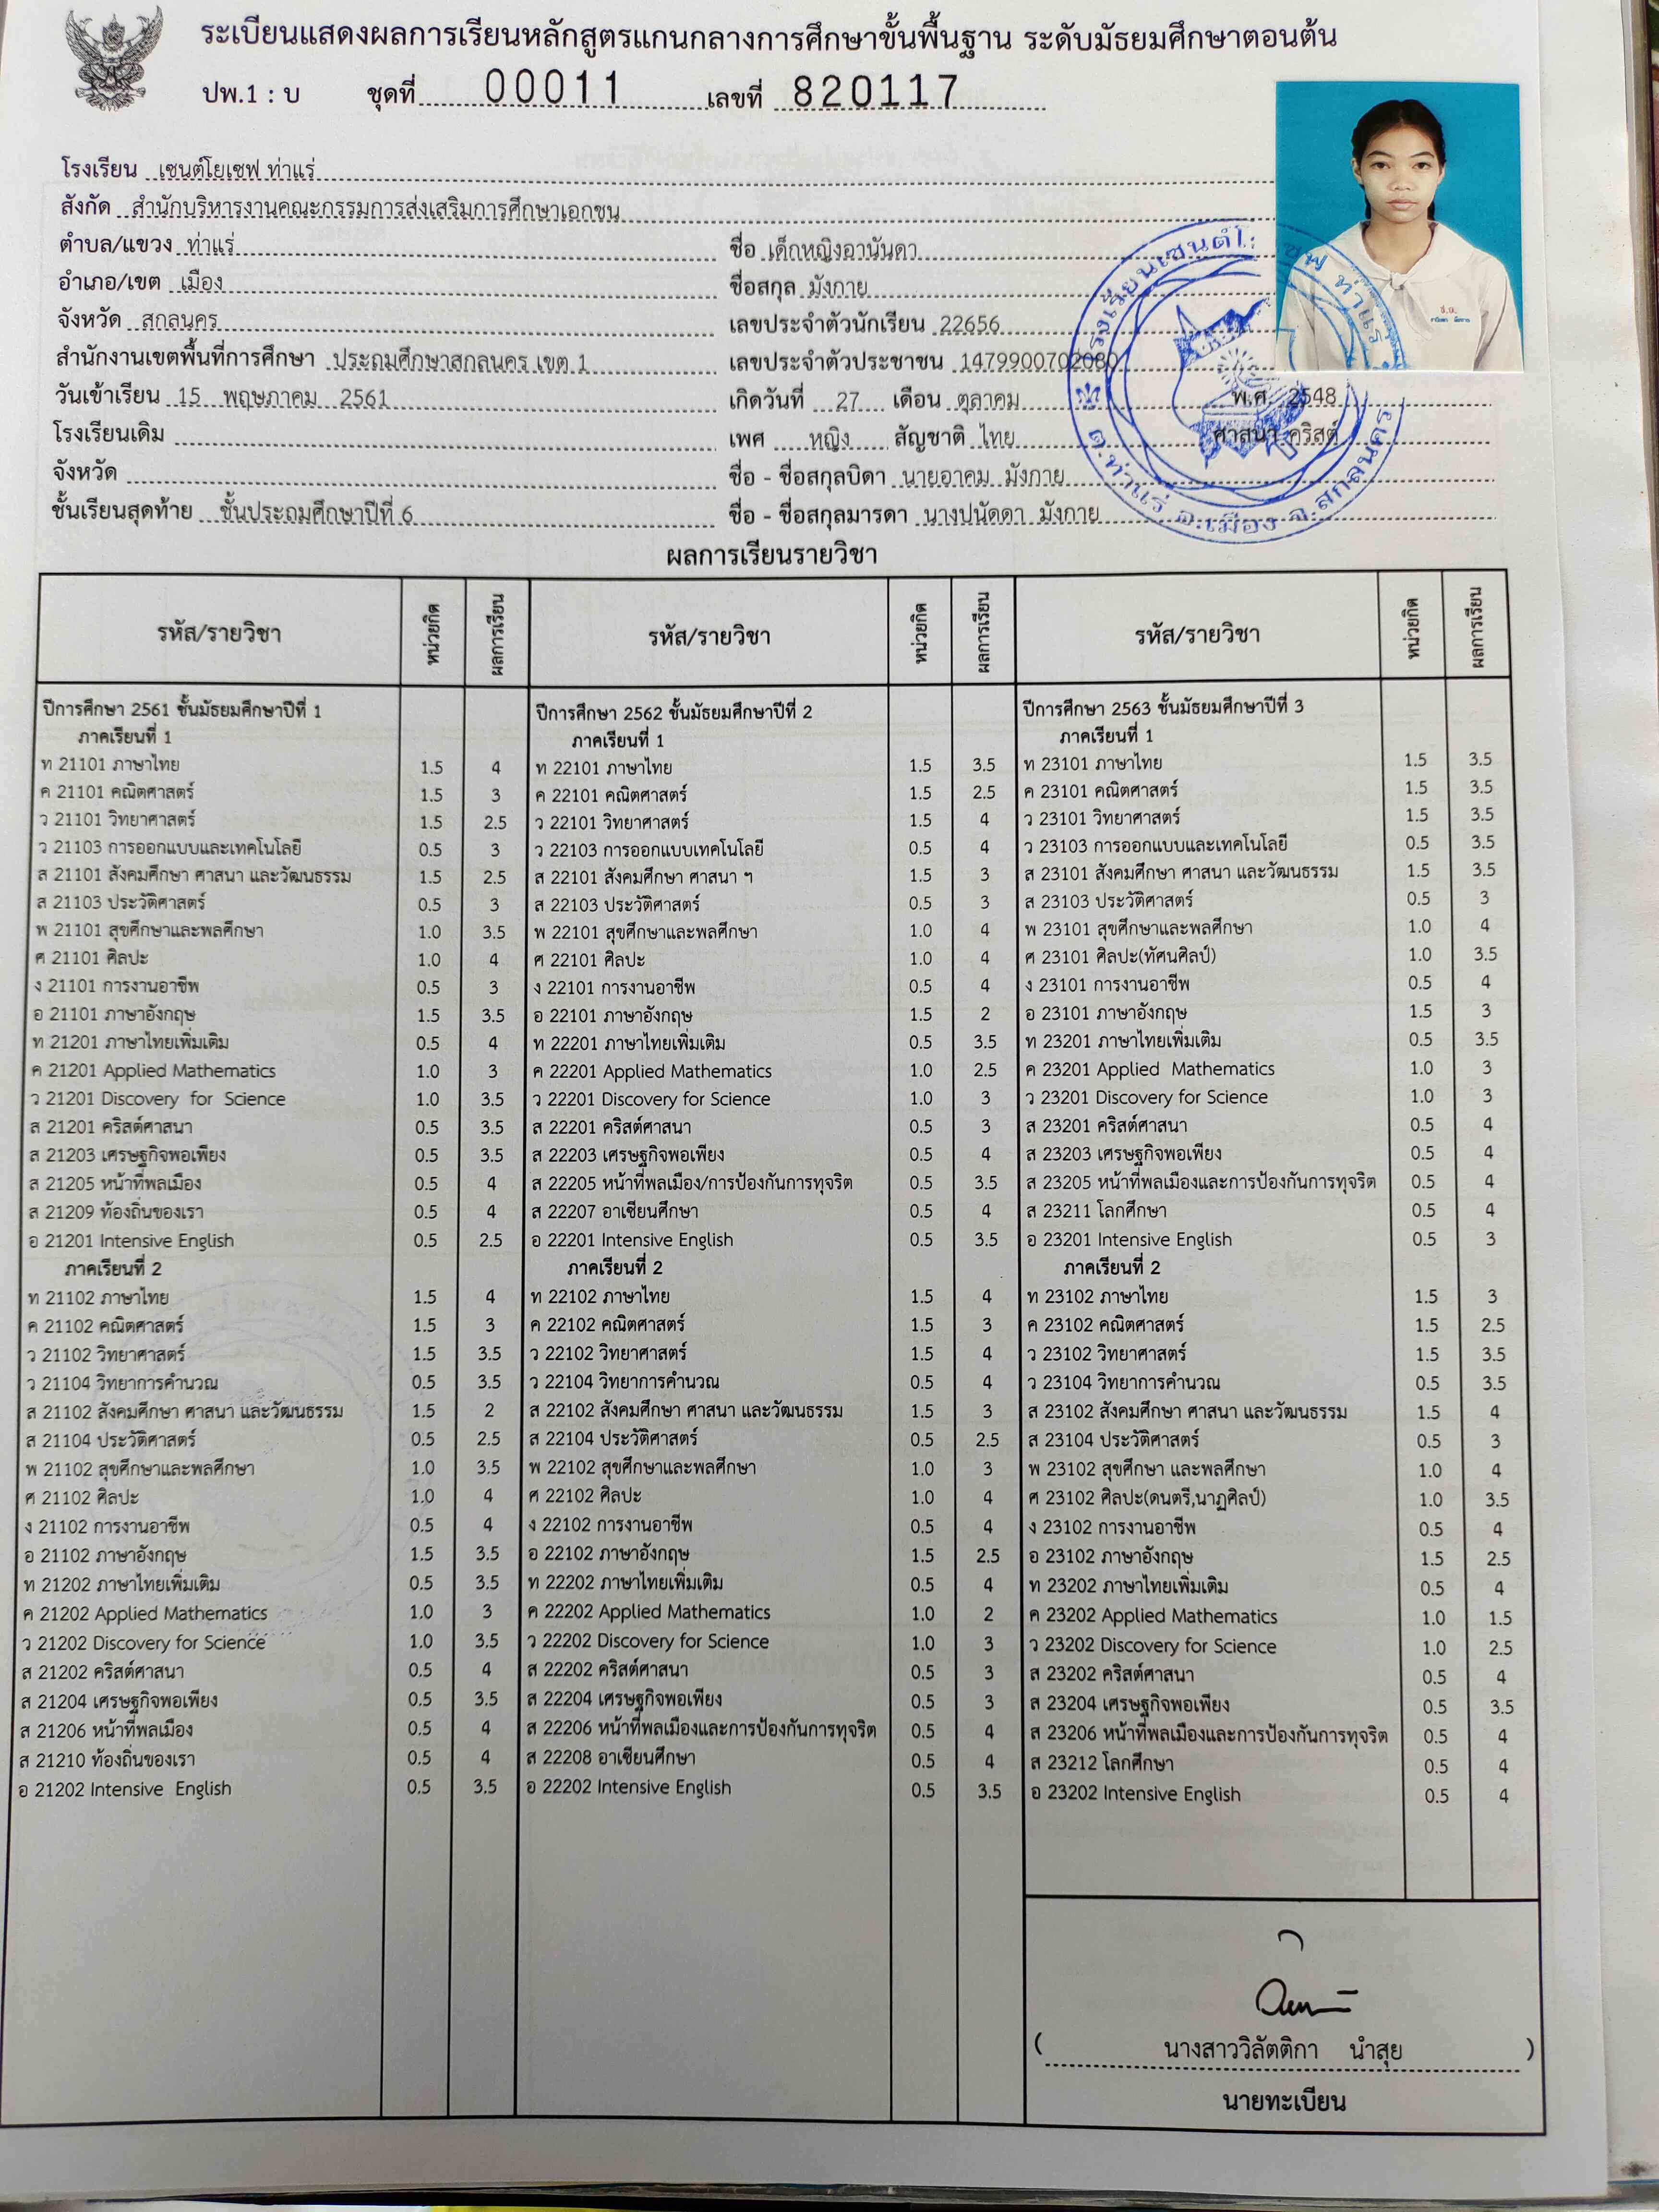 ระเบียนแสดงผลการเรียนหลักสูตรแกนกลางการศึกษาขั้นพื้นฐาน ระดับมัธยมศึกษาตอนต้น
ปพ.1 : บ ชุดที่ 00011 เลขที่ 820117
โรงเรียน เซนต์โยเซฟ ท่าแร่
สังกัด สำนักบริหารงานคณะกรรมการส่งเสริมการศึกษาเอกชน
ตำบล/แขวง ท่าแร่
อำเภอ/เขต เมือง
จังหวัด สกลนคร
สำนักงานเขตพื้นที่การศึกษา ประถมศึกษาสกลนคร เขต 1
วันเข้าเรียน 15 พฤษภาคม 2561
โรงเรียนเดิม
จังหวัด
ชั้นเรียนสุดท้าย ชั้นประถมศึกษาปีที่ 6
ชื่อ เด็กหญิงอานันดา
ชื่อสกุล มังกาย
เลขประจำตัวนักเรียน 22656
เลขประจำตัวประชาชน 1479900702080
เกิดวันที่ 27 เดือน ตุลาคม พ.ศ. 2548
เพศ หญิง สัญชาติ ไทย ศาสนา คริสต์
ชื่อ - ชื่อสกุลบิดา นายอาคม มังกาย
ชื่อ - ชื่อสกุลมารดา นางปนัดดา มังกาย
ต.ท่าแร่ อ.เมือง จ.สกลนคร
ผลการเรียนรายวิชา
รหัส/รายวิชา หน่วยกิต ผลการเรียน
ปีการศึกษา 2561 ชั้นมัธยมศึกษาปีที่ 1
ภาคเรียนที่ 1
ท 21101 ภาษาไทย 1.5 4
ค 21101 คณิตศาสตร์ 1.5 3
ว 21101 วิทยาศาสตร์ 1.5 2.5
ว 21103 การออกแบบและเทคโนโลยี 0.5 3
ส 21101 สังคมศึกษา ศาสนา และวัฒนธรรม 1.5 2.5
ส 21103 ประวัติศาสตร์ 0.5 3
พ 21101 สุขศึกษาและพลศึกษา 1.0 3.5
ศ 21101 ศิลปะ 1.0 4
ง 21101 การงานอาชีพ 0.5 3
อ 21101 ภาษาอังกฤษ 1.5 3.5
ท 21201 ภาษาไทยเพิ่มเติม 0.5 4
ค 21201 Applied Mathematics 1.0 3
ว 21201 Discovery for Science 1.0 3.5
ส 21201 คริสต์ศาสนา 0.5 3.5
ส 21203 เศรษฐกิจพอเพียง 0.5 3.5
ส 21205 หน้าที่พลเมือง 0.5 4
ส 21209 ท้องถิ่นของเรา 0.5 4
อ 21201 Intensive English 0.5 2.5
ภาคเรียนที่ 2
ท 21102 ภาษาไทย 1.5 4
ค 21102 คณิตศาสตร์ 1.5 3
ว 21102 วิทยาศาสตร์ 1.5 3.5
ว 21104 วิทยาการคำนวณ 0.5 3.5
ส 21102 สังคมศึกษา ศาสนา และวัฒนธรรม 1.5 2
ส 21104 ประวัติศาสตร์ 0.5 2.5
พ 21102 สุขศึกษาและพลศึกษา 1.0 3.5
ศ 21102 ศิลปะ 1.0 4
ง 21102 การงานอาชีพ 0.5 4
อ 21102 ภาษาอังกฤษ 1.5 3.5
ท 21202 ภาษาไทยเพิ่มเติม 0.5 3.5
ค 21202 Applied Mathematics 1.0 3
ว 21202 Discovery for Science 1.0 3.5
ส 21202 คริสต์ศาสนา 0.5 4
ส 21204 เศรษฐกิจพอเพียง 0.5 3.5
ส 21206 หน้าที่พลเมือง 0.5 4
ส 21210 ท้องถิ่นของเรา 0.5 4
อ 21202 Intensive English 0.5 3.5
รหัส/รายวิชา หน่วยกิต ผลการเรียน
ปีการศึกษา 2562 ชั้นมัธยมศึกษาปีที่ 2
ภาคเรียนที่ 1
ท 22101 ภาษาไทย 1.5 3.5
ค 22101 คณิตศาสตร์ 1.5 2.5
ว 22101 วิทยาศาสตร์ 1.5 4
ว 22103 การออกแบบเทคโนโลยี 0.5 4
ส 22101 สังคมศึกษา ศาสนา ฯ 1.5 3
ส 22103 ประวัติศาสตร์ 0.5 3
พ 22101 สุขศึกษาและพลศึกษา 1.0 4
ศ 22101 ศิลปะ 1.0 4
ง 22101 การงานอาชีพ 0.5 4
อ 22101 ภาษาอังกฤษ 1.5 2
ท 22201 ภาษาไทยเพิ่มเติม 0.5 3.5
ค 22201 Applied Mathematics 1.0 2.5
ว 22201 Discovery for Science 1.0 3
ส 22201 คริสต์ศาสนา 0.5 3
ส 22203 เศรษฐกิจพอเพียง 0.5 4
ส 22205 หน้าที่พลเมือง/การป้องกันการทุจริต 0.5 3.5
ส 22207 อาเซียนศึกษา 0.5 4
อ 22201 Intensive English 0.5 3.5
ภาคเรียนที่ 2
ท 22102 ภาษาไทย 1.5 4
ค 22102 คณิตศาสตร์ 1.5 3
ว 22102 วิทยาศาสตร์ 1.5 4
ว 22104 วิทยาการคำนวณ 0.5 4
ส 22102 สังคมศึกษา ศาสนา และวัฒนธรรม 1.5 3
ส 22104 ประวัติศาสตร์ 0.5 2.5
พ 22102 สุขศึกษาและพลศึกษา 1.0 3
ศ 22102 ศิลปะ 1.0 4
ง 22102 การงานอาชีพ 0.5 4
อ 22102 ภาษาอังกฤษ 1.5 2.5
ท 22202 ภาษาไทยเพิ่มเติม 0.5 4
ค 22202 Applied Mathematics 1.0 2
ว 22202 Discovery for Science 1.0 3
ส 22202 คริสต์ศาสนา 0.5 3
ส 22204 เศรษฐกิจพอเพียง 0.5 3
ส 22206 หน้าที่พลเมืองและการป้องกันการทุจริต 0.5 4
ส 22208 อาเซียนศึกษา 0.5 4
อ 22202 Intensive English 0.5 3.5
รหัส/รายวิชา หน่วยกิต ผลการเรียน
ปีการศึกษา 2563 ชั้นมัธยมศึกษาปีที่ 3
ภาคเรียนที่ 1
ท 23101 ภาษาไทย 1.5 3.5
ค 23101 คณิตศาสตร์ 1.5 3.5
ว 23101 วิทยาศาสตร์ 1.5 3.5
ว 23103 การออกแบบและเทคโนโลยี 0.5 3.5
ส 23101 สังคมศึกษา ศาสนา และวัฒนธรรม 1.5 3.5
ส 23103 ประวัติศาสตร์ 0.5 3
พ 23101 สุขศึกษาและพลศึกษา 1.0 4
ศ 23101 ศิลปะ(ทัศนศิลป์) 1.0 3.5
ง 23101 การงานอาชีพ 0.5 4
อ 23101 ภาษาอังกฤษ 1.5 3
ท 23201 ภาษาไทยเพิ่มเติม 0.5 3.5
ค 23201 Applied Mathematics 1.0 3
ว 23201 Discovery for Science 1.0 3
ส 23201 คริสต์ศาสนา 0.5 4
ส 23203 เศรษฐกิจพอเพียง 0.5 4
ส 23205 หน้าที่พลเมืองและการป้องกันการทุจริต 0.5 4
ส 23211 โลกศึกษา 0.5 4
อ 23201 Intensive English 0.5 3
ภาคเรียนที่ 2
ท 23102 ภาษาไทย 1.5 3
ค 23102 คณิตศาสตร์ 1.5 2.5
ว 23102 วิทยาศาสตร์ 1.5 3.5
ว 23104 วิทยาการคำนวณ 0.5 3.5
ส 23102 สังคมศึกษา ศาสนา และวัฒนธรรม 1.5 4
ส 23104 ประวัติศาสตร์ 0.5 3
พ 23102 สุขศึกษา และพลศึกษา 1.0 4
ศ 23102 ศิลปะ(ดนตรี,นาฏศิลป์) 1.0 3.5
ง 23102 การงานอาชีพ 0.5 4
อ 23102 ภาษาอังกฤษ 1.5 2.5
ท 23202 ภาษาไทยเพิ่มเติม 0.5 4
ค 23202 Applied Mathematics 1.0 1.5
ว 23202 Discovery for Science 1.0 2.5
ส 23202 คริสต์ศาสนา 0.5 4
ส 23204 เศรษฐกิจพอเพียง 0.5 3.5
ส 23206 หน้าที่พลเมืองและการป้องกันการทุจริต 0.5 4
ส 23212 โลกศึกษา 0.5 4
อ 23202 Intensive English 0.5 4
( นางสาววิลัตติกา นำสุย )
นายทะเบียน